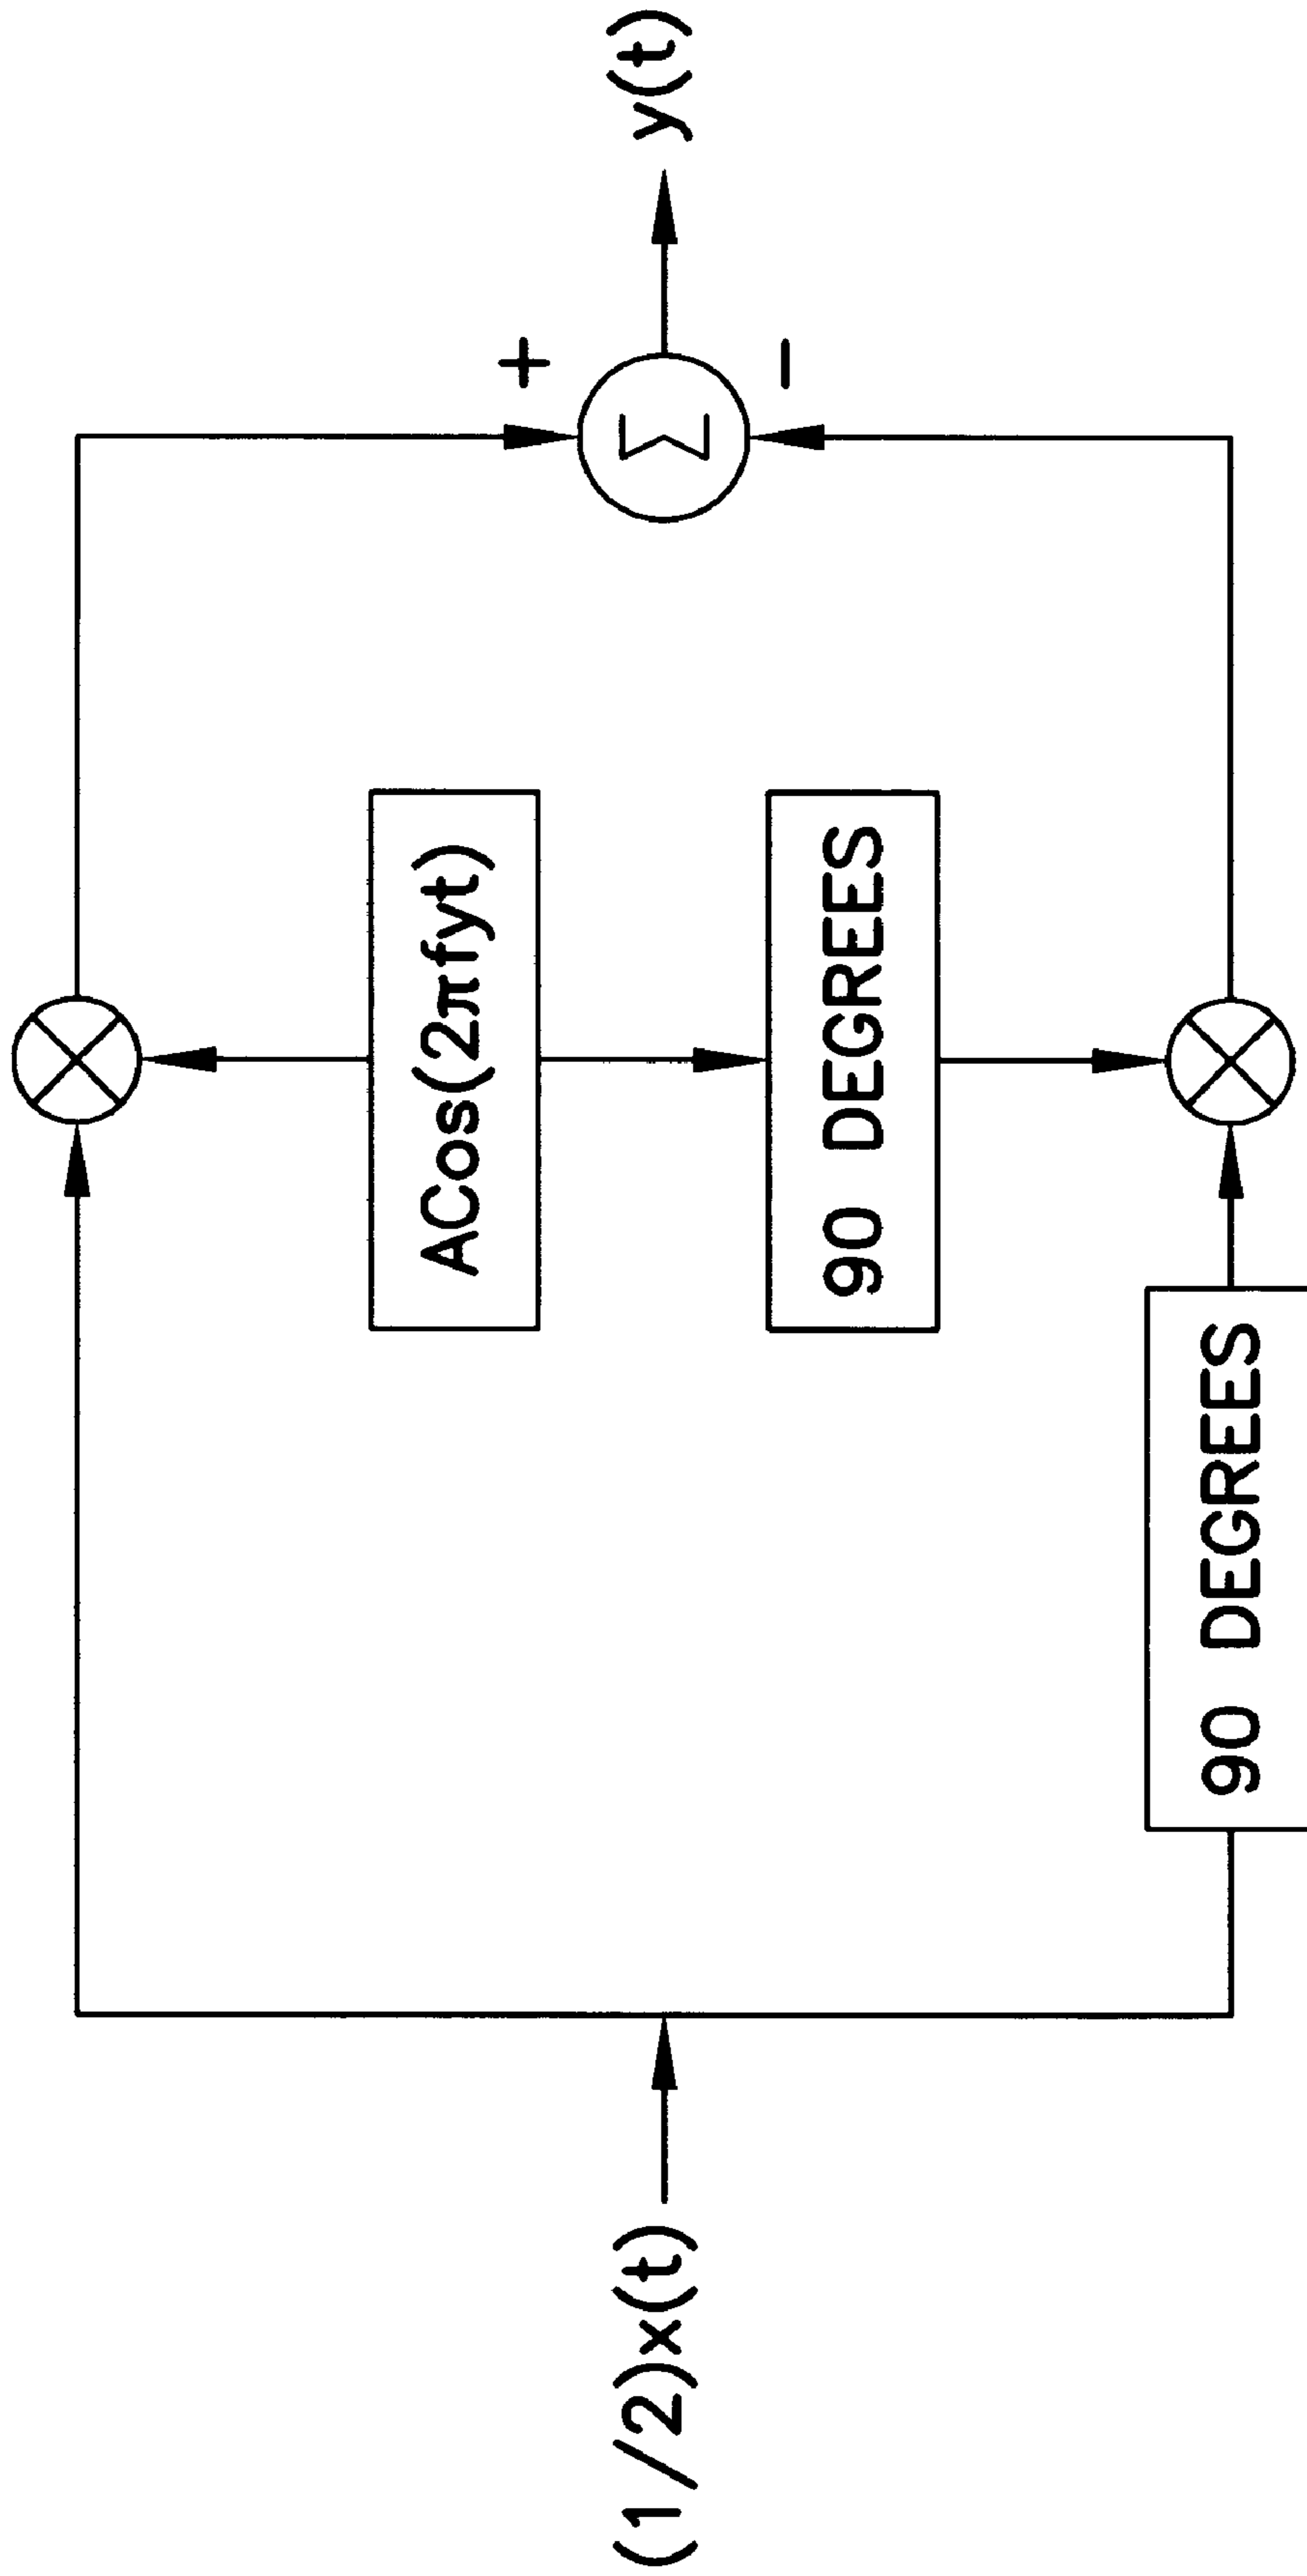 (1/2)x(t)
90 DEGREES
ACos(2πfyt)
90 DEGREES
+
Σ
−
y(t)